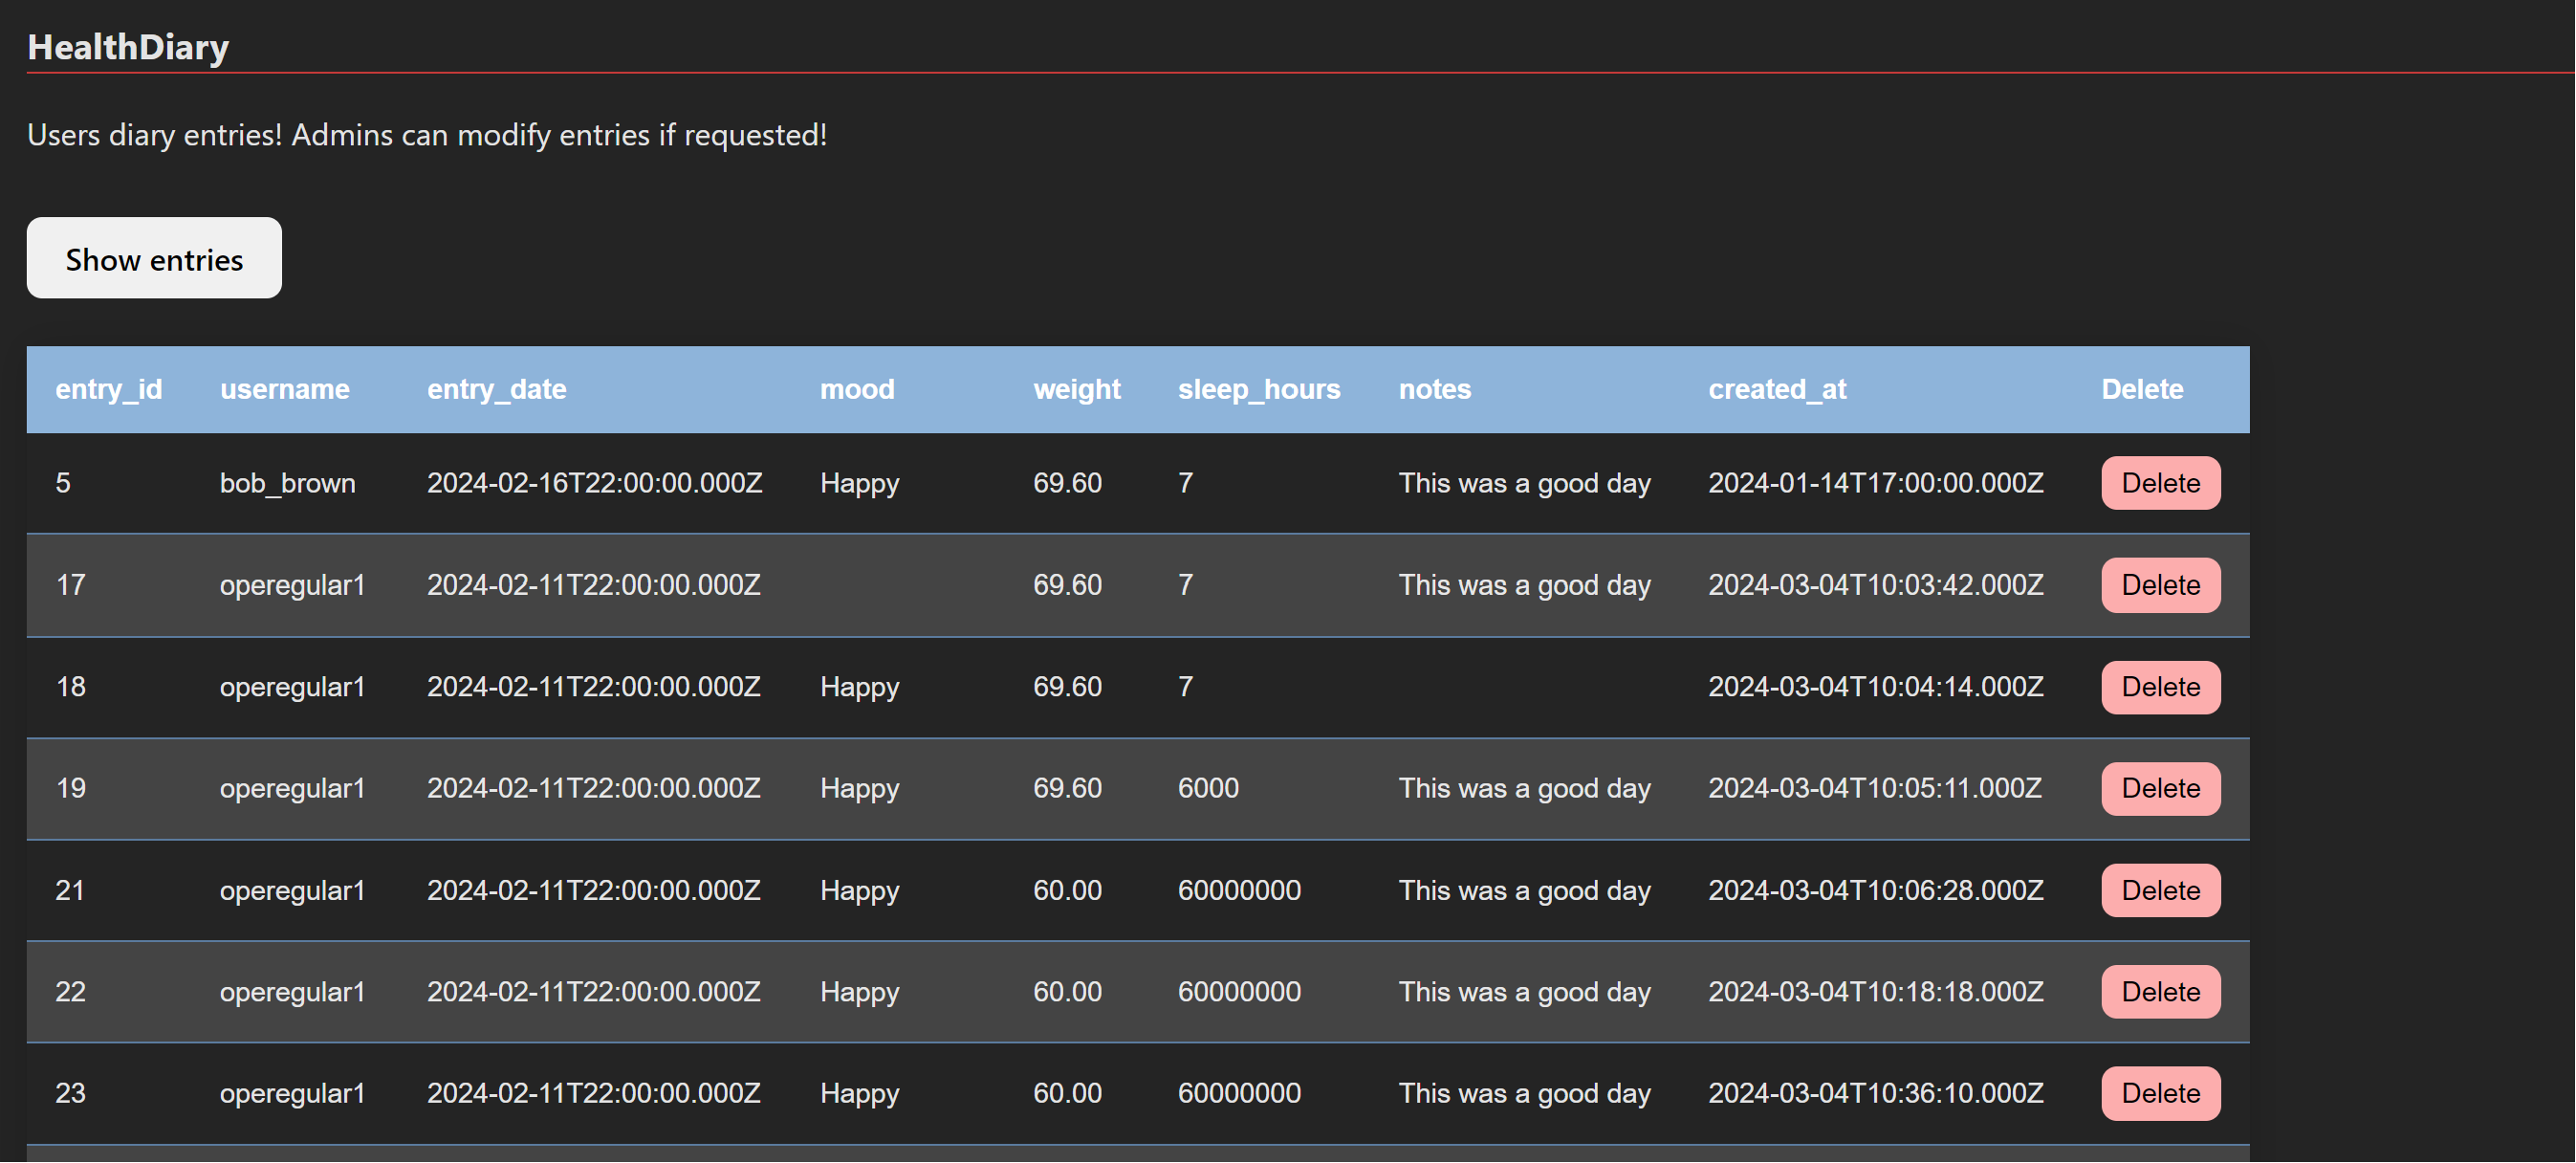 HealthDiary
Users diary entries! Admins can modify entries if requested!
Show entries
entry_id username entry_date mood weight sleep_hours notes created_at Delete
5 bob_brown 2024-02-16T22:00:00.000Z Happy 69.60 7 This was a good day 2024-01-14T17:00:00.000Z Delete
17 operegular1 2024-02-11T22:00:00.000Z 69.60 7 This was a good day 2024-03-04T10:03:42.000Z Delete
18 operegular1 2024-02-11T22:00:00.000Z Happy 69.60 7 2024-03-04T10:04:14.000Z Delete
19 operegular1 2024-02-11T22:00:00.000Z Happy 69.60 6000 This was a good day 2024-03-04T10:05:11.000Z Delete
21 operegular1 2024-02-11T22:00:00.000Z Happy 60.00 60000000 This was a good day 2024-03-04T10:06:28.000Z Delete
22 operegular1 2024-02-11T22:00:00.000Z Happy 60.00 60000000 This was a good day 2024-03-04T10:18:18.000Z Delete
23 operegular1 2024-02-11T22:00:00.000Z Happy 60.00 60000000 This was a good day 2024-03-04T10:36:10.000Z Delete